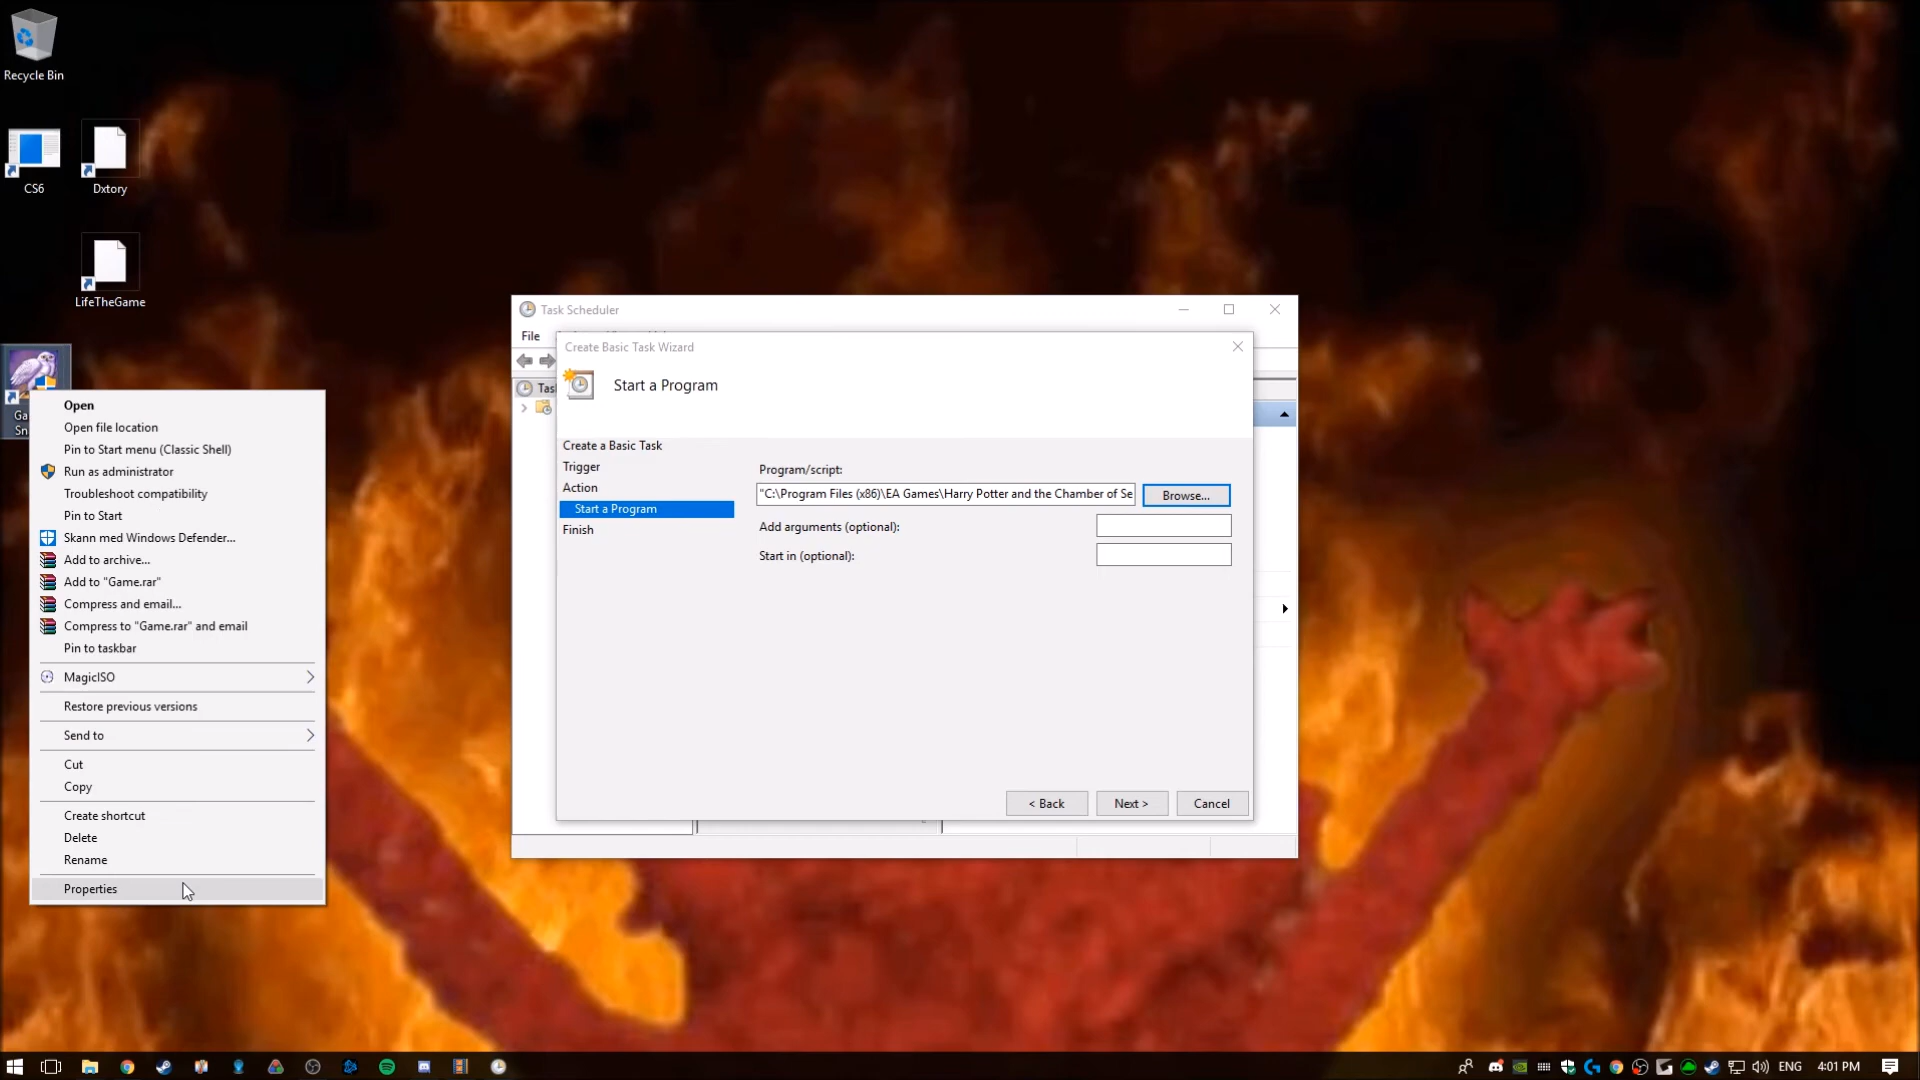 Recycle Bin
CS6
Dxtory
LifeTheGame
Ga
Sn
Open
Open file location
Pin to Start menu (Classic Shell)
Run as administrator
Troubleshoot compatibility
Pin to Start
Skann med Windows Defender...
Add to archive...
Add to "Game.rar"
Compress and email...
Compress to "Game.rar" and email
Pin to taskbar
MagicISO
Restore previous versions
Send to
Cut
Copy
Create shortcut
Delete
Rename
Properties
Task Scheduler
File
Tas
Create Basic Task Wizard
Start a Program
Create a Basic Task
Trigger
Action
Start a Program
Finish
Program/script:
"C:\Program Files (x86)\EA Games\Harry Potter and the Chamber of Se
Browse...
Add arguments (optional):
Start in (optional):
< Back
Next >
Cancel
ENG
4:01 PM